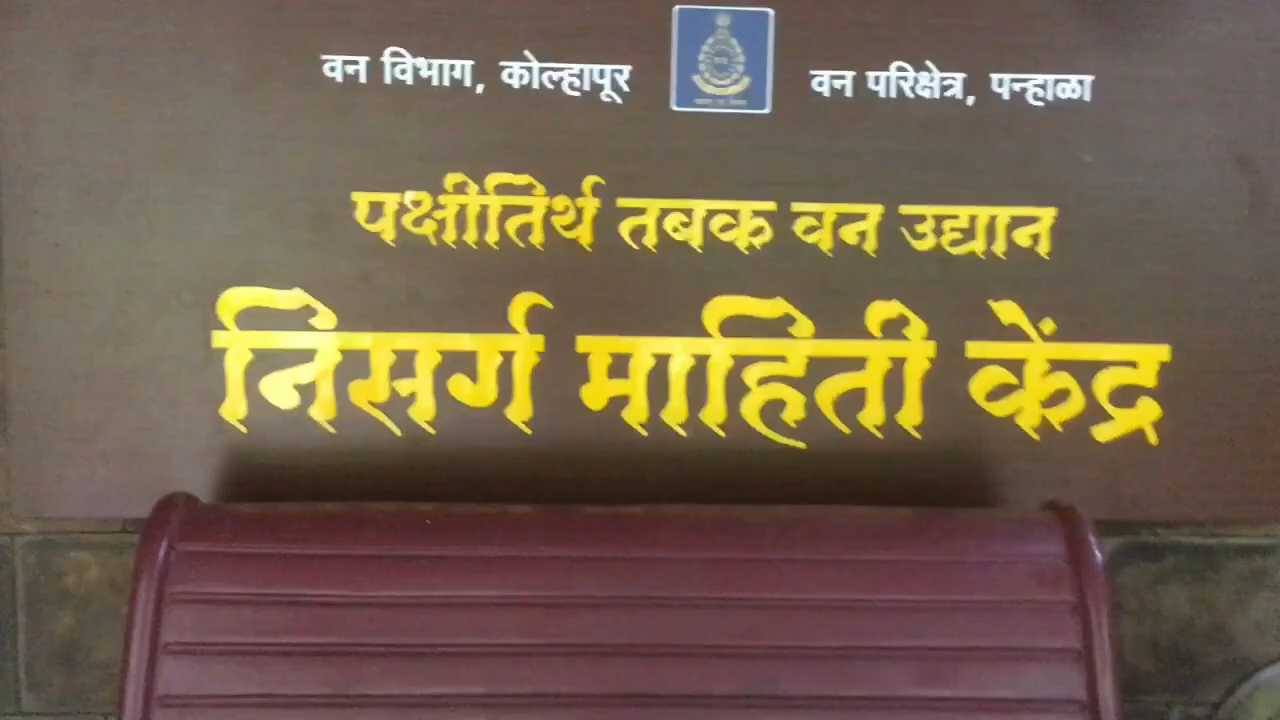 वन विभाग, कोल्हापूर वन परिक्षेत्र, पन्हाळा
पक्षीतिर्थ तबक वन उद्यान
निसर्ग माहिती केंद्र